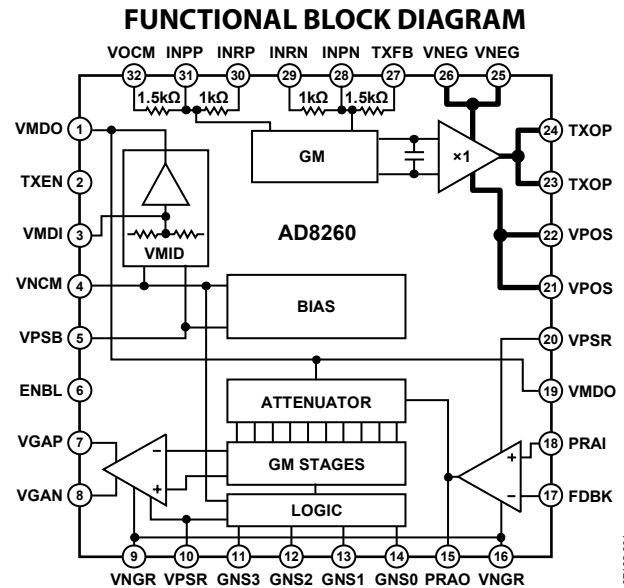 FUNCTIONAL BLOCK DIAGRAM
VOCM INPP INRP INRN INPN TXFB VNEG VNEG
32 31 30 29 28 27 26 25
1.5kΩ 1kΩ 1kΩ 1.5kΩ
VMDO 1
TXEN 2
VMDI 3
VNCM 4
VPSB 5
ENBL 6
VGAP 7
VGAN 8
GM
×1
VMID
AD8260
BIAS
ATTENUATOR
– GM STAGES
+
LOGIC
+
–
24 TXOP
23 TXOP
22 VPOS
21 VPOS
20 VPSR
19 VMDO
18 PRAI
17 FDBK
9 10 11 12 13 14 15 16
VNGR VPSR GNS3 GNS2 GNS1 GNS0 PRAO VNGR